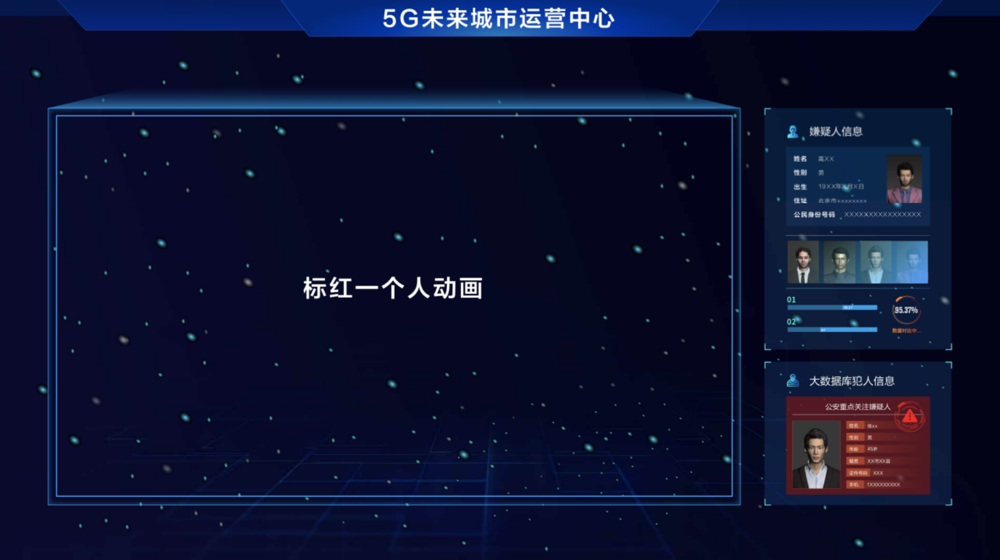 5G未来城市运营中心
标红一个人动画
嫌疑人信息
姓名 高XX
性别 男
出生 19XX年X月X日
住址 北京市xxxxxxxx
公民身份号码 XXXXXXXXXXXXXXXX
01
95.37%
02
47
数据对比中...
大数据库犯人信息
公安重点关注嫌疑人
姓名 张xx
性别 男
年龄 45岁
籍贯 XX市XX县
证件号码 XXX
手机 1XXXXXXXXX